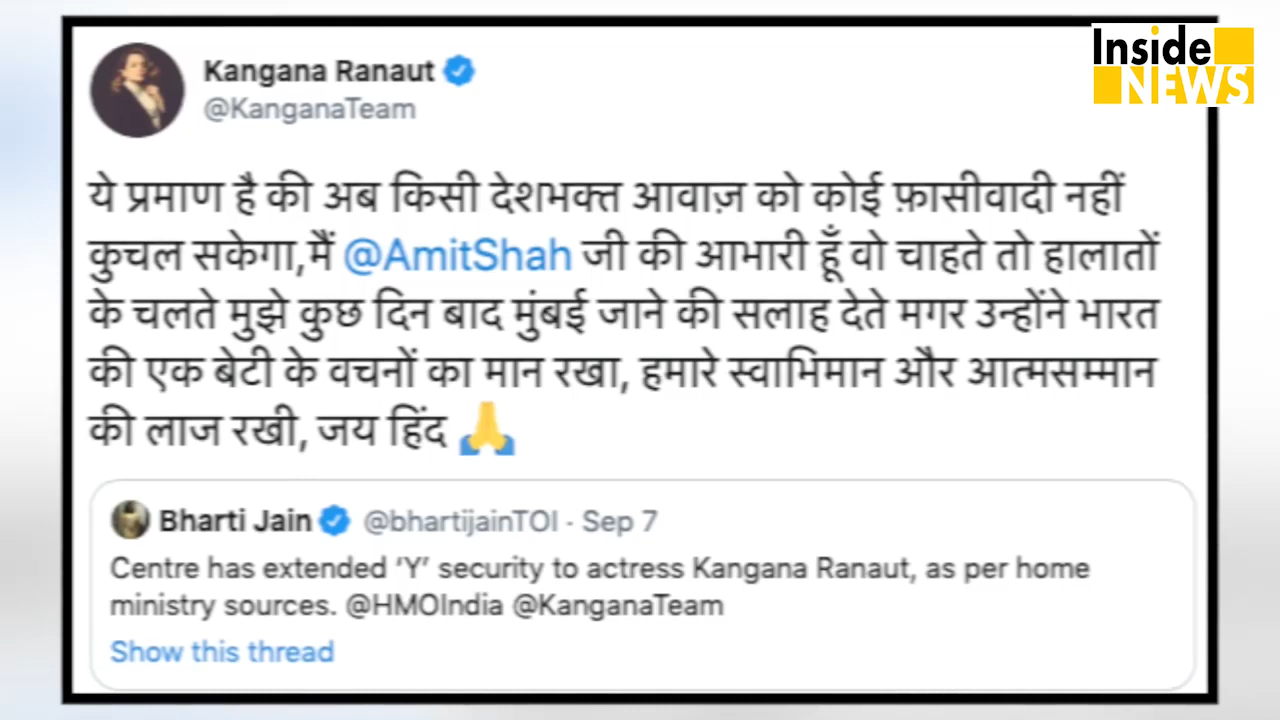 Inside
NEWS
Kangana Ranaut
@KanganaTeam
ये प्रमाण है की अब किसी देशभक्त आवाज़ को कोई फ़ासीवादी नहीं
कुचल सकेगा,मैं @AmitShah जी की आभारी हूँ वो चाहते तो हालातों
के चलते मुझे कुछ दिन बाद मुंबई जाने की सलाह देते मगर उन्होंने भारत
की एक बेटी के वचनों का मान रखा, हमारे स्वाभिमान और आत्मसम्मान
की लाज रखी, जय हिंद 🙏
Bharti Jain @bhartijainTOI · Sep 7
Centre has extended ‘Y’ security to actress Kangana Ranaut, as per home
ministry sources. @HMOIndia @KanganaTeam
Show this thread